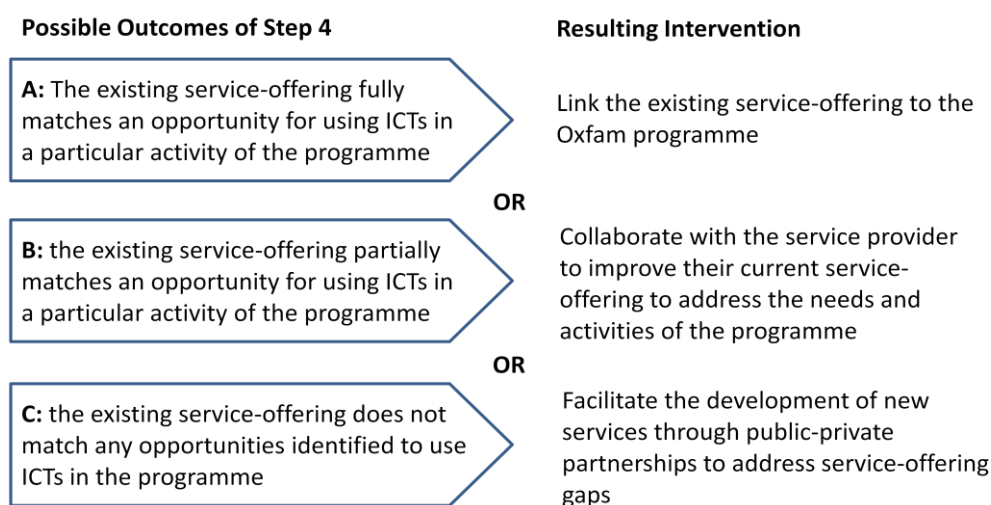 Possible Outcomes of Step 4
Resulting Intervention
A: The existing service-offering fully
matches an opportunity for using ICTs in
a particular activity of the programme
Link the existing service-offering to the
Oxfam programme
OR
B: the existing service-offering partially
matches an opportunity for using ICTs in
a particular activity of the programme
Collaborate with the service provider
to improve their current service-
offering to address the needs and
activities of the programme
OR
C: the existing service-offering does not
match any opportunities identified to use
ICTs in the programme
Facilitate the development of new
services through public-private
partnerships to address service-offering
gaps